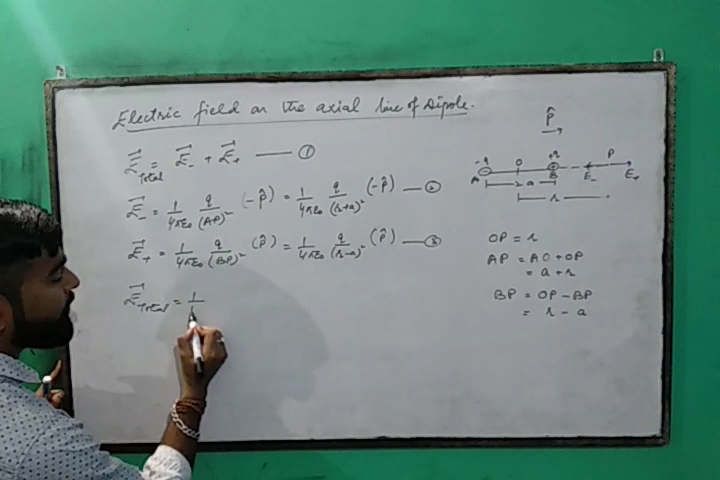 Electric field on the axial line of Dipole.
E⃗Total = E⃗₋ + E⃗₊ —— ①
E⃗₋ = 1/4πε₀ q/(AP)² (-p̂) = 1/4πε₀ q/(r+a)² (-p̂) — ②
E⃗₊ = 1/4πε₀ q/(BP)² (p̂) = 1/4πε₀ q/(r-a)² (p̂) — ③
E⃗Total = 1/
p̂
-q O +q P
A B E₋ E₊
2a
r
OP = r
AP = AO + OP
= a + r
BP = OP - BP
= r - a